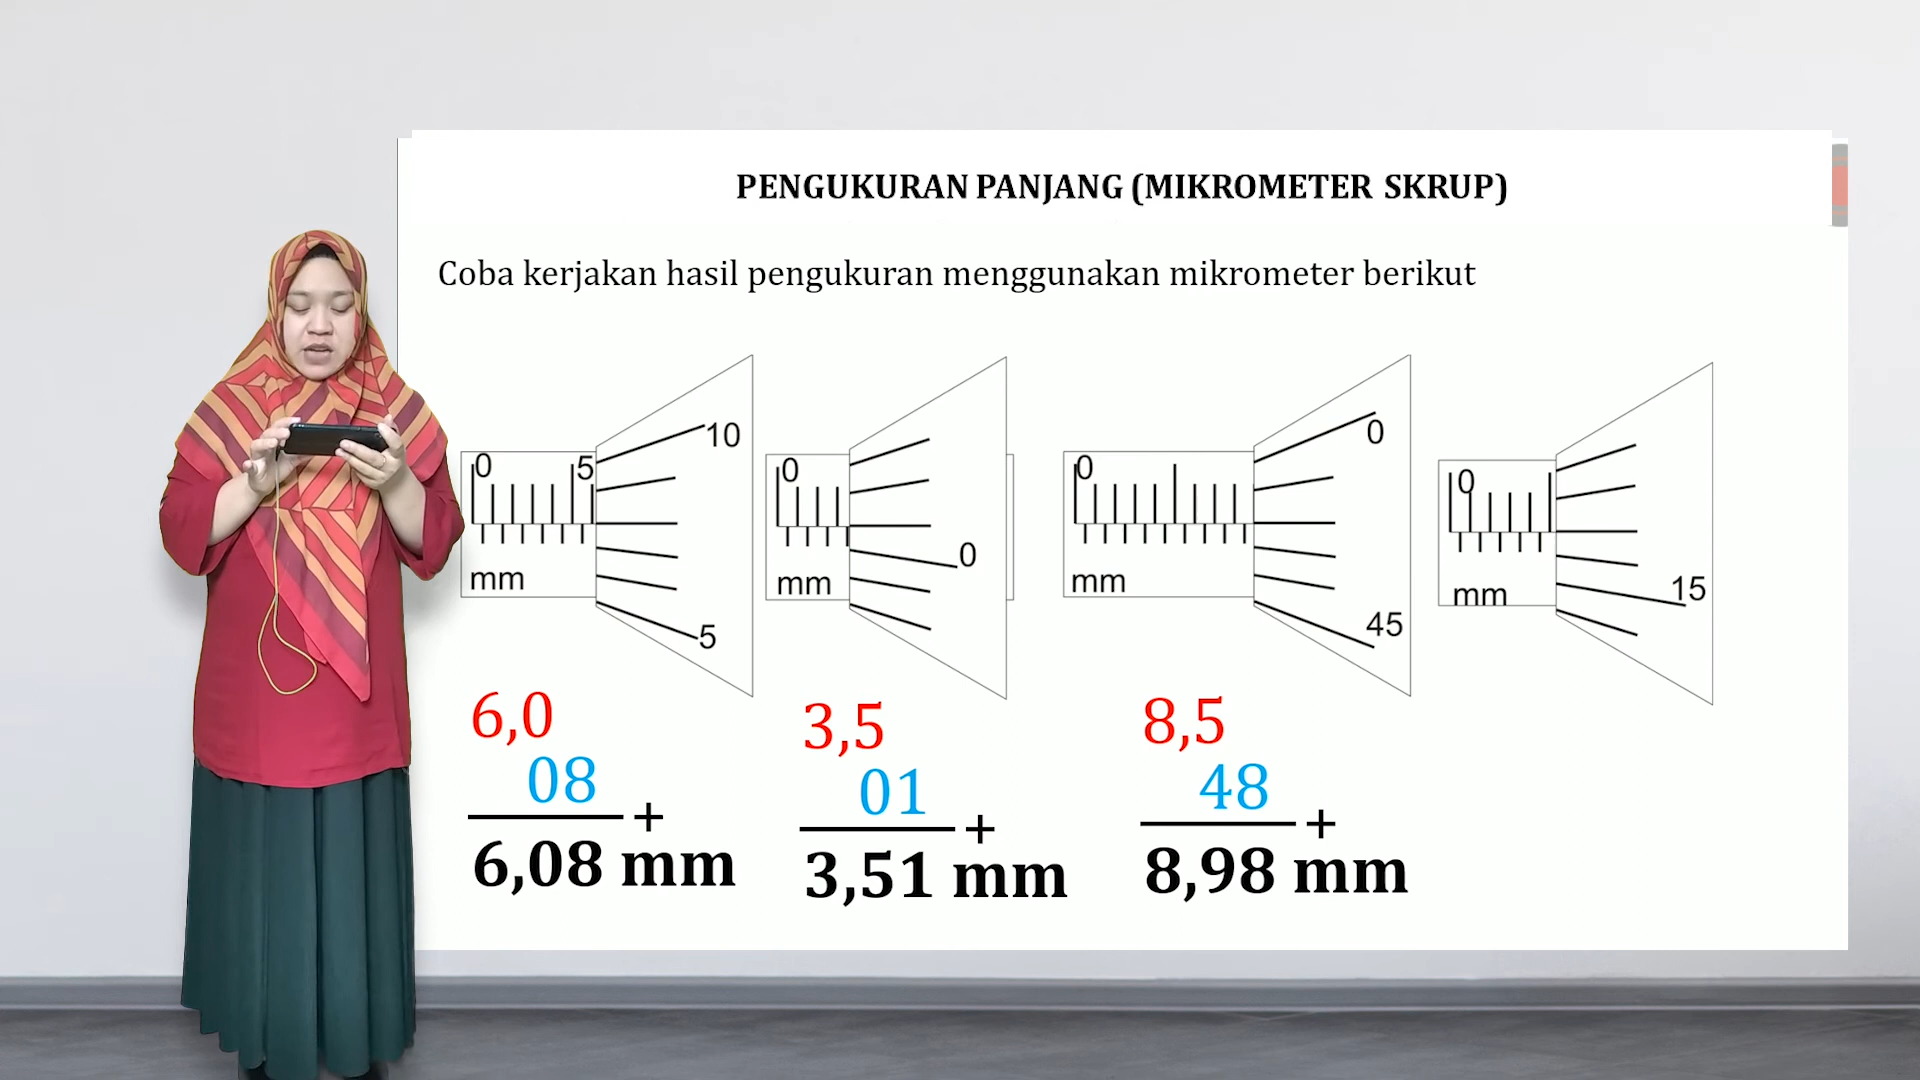 PENGUKURAN PANJANG (MIKROMETER SKRUP)
Coba kerjakan hasil pengukuran menggunakan mikrometer berikut
0 5 10
mm
5
0
0
mm
0
0
mm
45
0
15
mm
6,0
08
+
6,08 mm
3,5
01
+
3,51 mm
8,5
48
+
8,98 mm